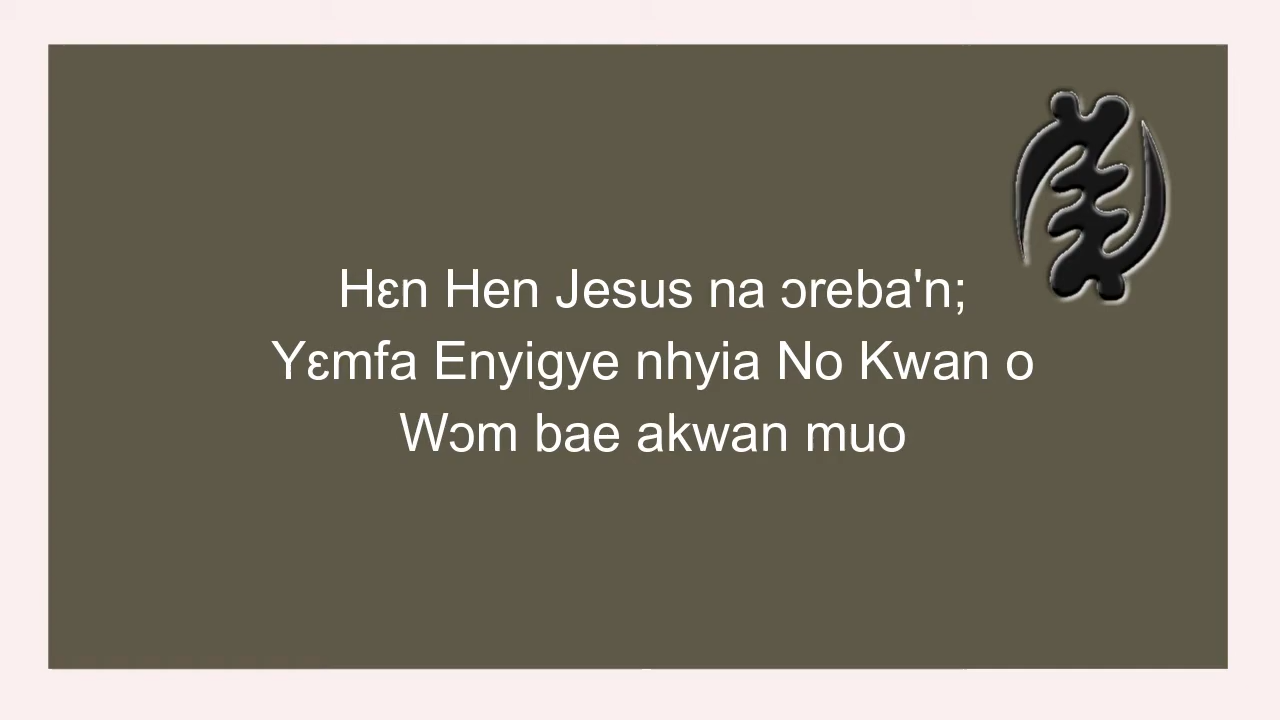 Hɛn Hen Jesus na ɔreba'n;
Yɛmfa Enyigye nhyia No Kwan o
Wɔm bae akwan muo